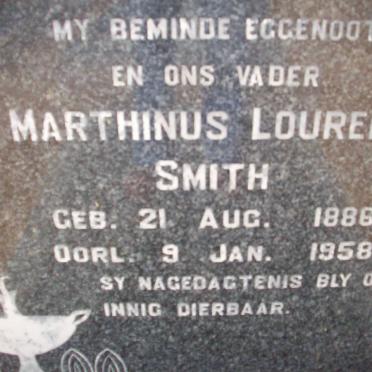 MY BEMINDE EGGENOOT
EN ONS VADER
MARTHINUS LOURE
SMITH
GEB. 21 AUG. 1886
OORL. 9 JAN. 1958
SY NAGEDAGTENIS BLY
INNIG DIERBAAR.